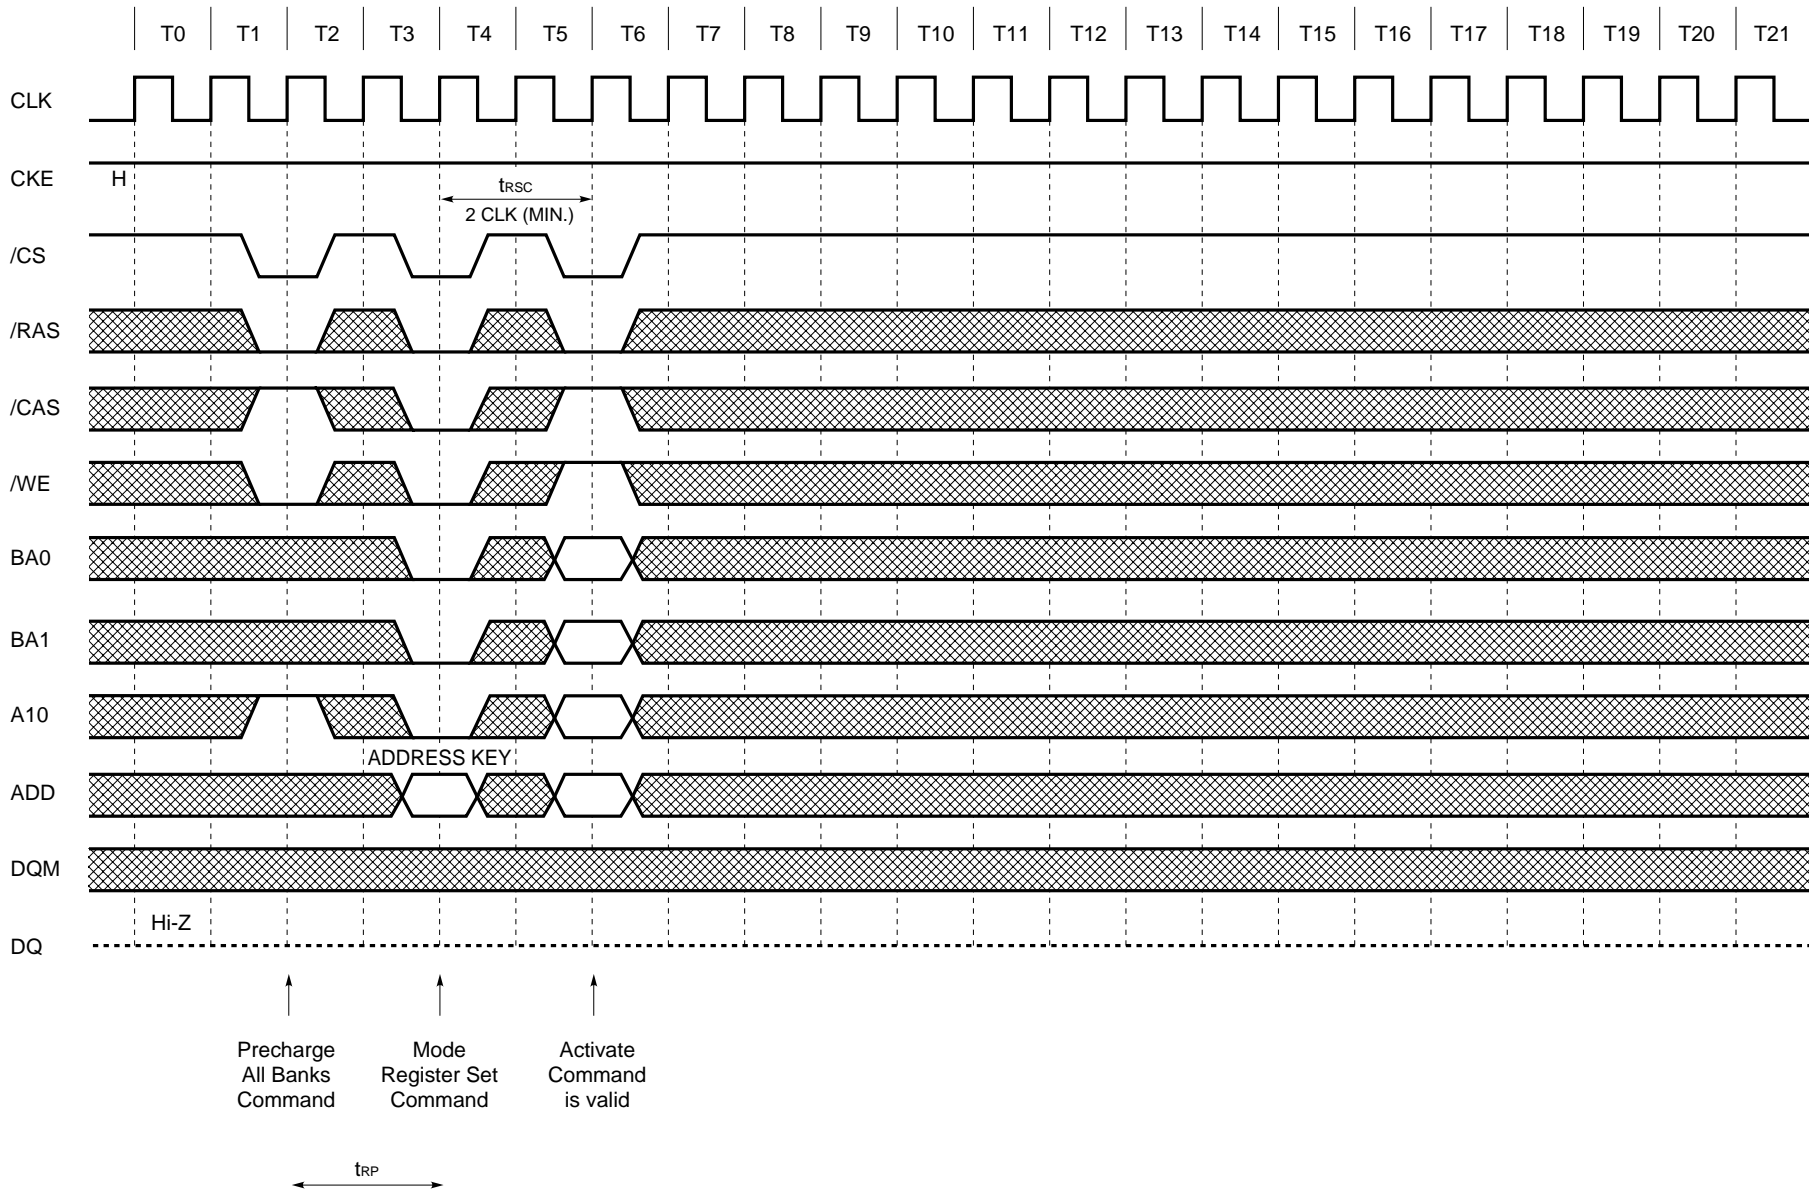 T0 T1 T2 T3 T4 T5 T6 T7 T8 T9 T10 T11 T12 T13 T14 T15 T16 T17 T18 T19 T20 T21
CLK
CKE H
tRSC
2 CLK (MIN.)
/CS
/RAS
/CAS
/WE
BA0
BA1
A10
ADDRESS KEY
ADD
DQM
Hi-Z
DQ
Precharge
All Banks
Command
Mode
Register Set
Command
Activate
Command
is valid
tRP